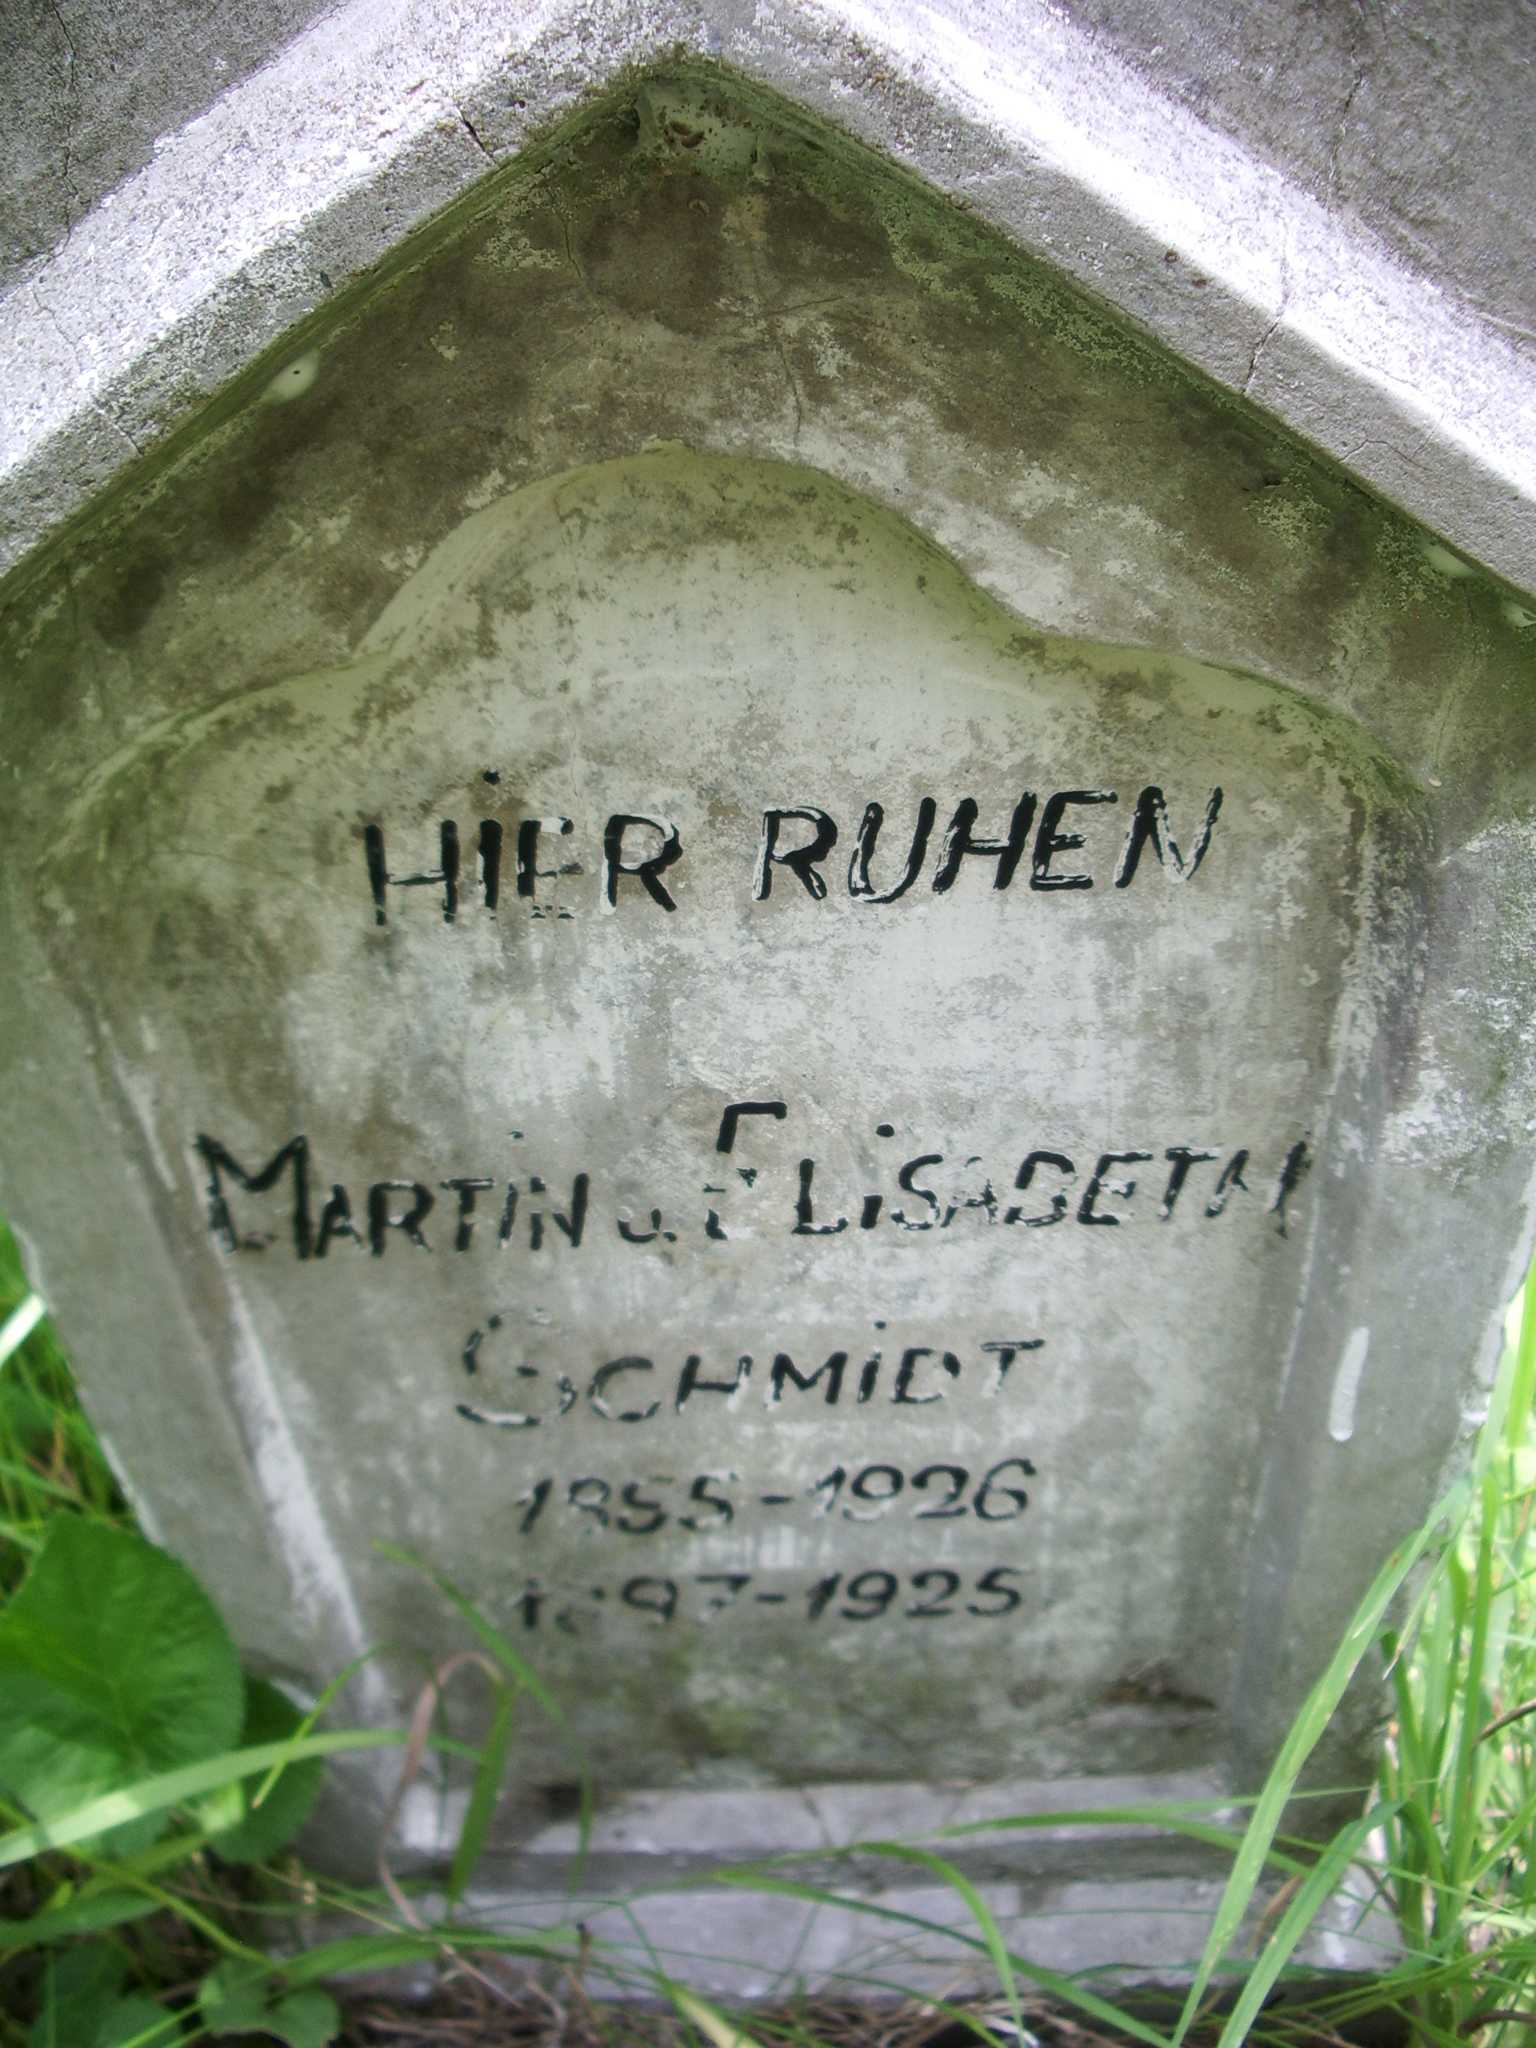 HiER RUHEN
MARTiN u. ELiSABETH
SCHMiDT
1855-1926
1897-1925